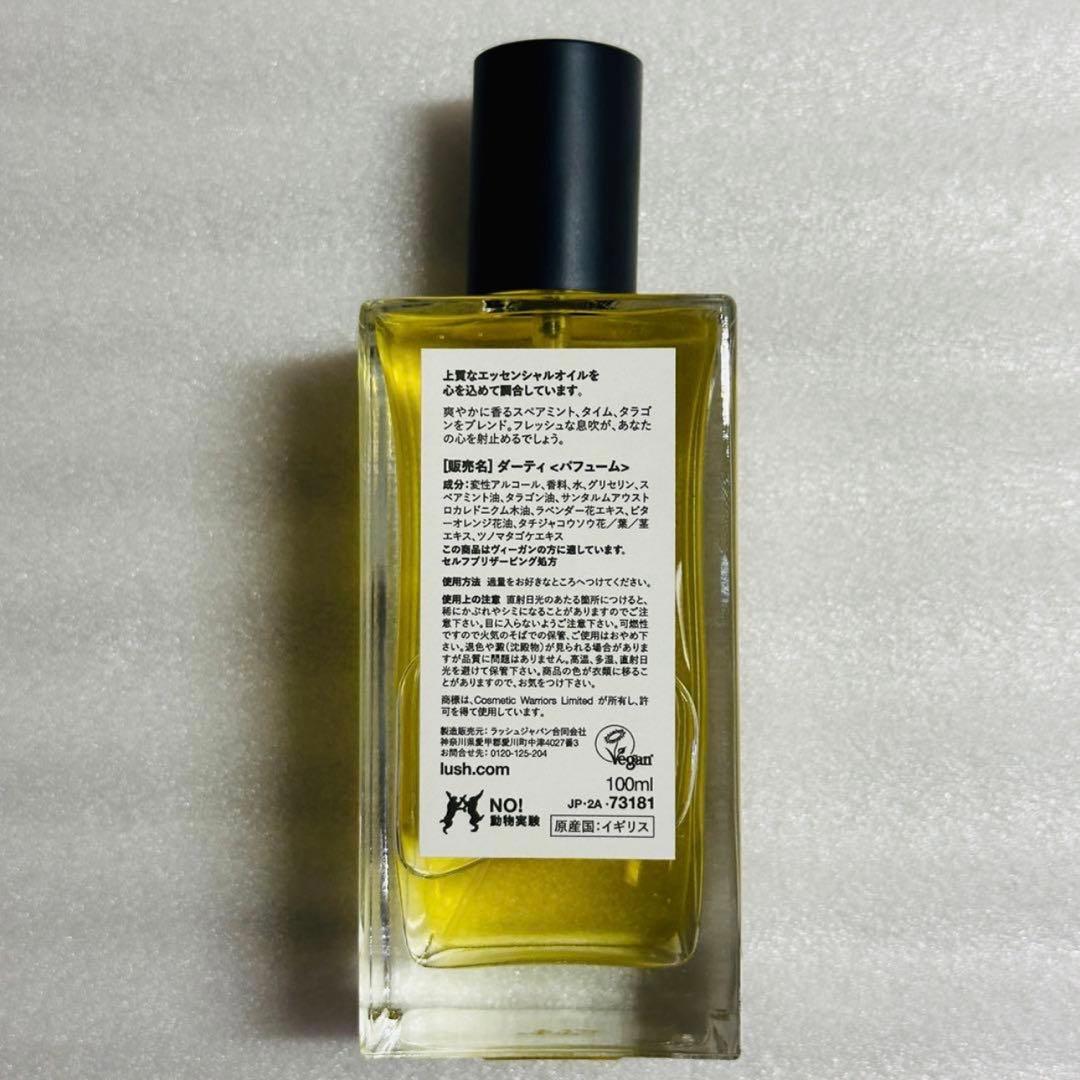 上質なエッセンシャルオイルを
心を込めて調合しています。
爽やかに香るスペアミント、タイム、タラゴ
ンをブレンド。フレッシュな息吹が、あなた
の心を射止めるでしょう。
[販売名] ダーティ <パフューム>
成分:変性アルコール、香料、水、グリセリン、ス
ペアミント油、タラゴン油、サンタルムアウスト
ロカレドニクム木油、ラベンダー花エキス、ビタ
ーオレンジ花油、タチジャコウソウ花/葉/茎
エキス、ツノマタゴケエキス
この商品はヴィーガンの方に適しています。
セルフプリザービング処方
使用方法 適量をお好きなところへつけてください。
使用上の注意 直射日光のあたる箇所につけると、
稀にかぶれやシミになることがありますのでご注
意下さい。目に入らないようご注意下さい。可燃性
ですので火気のそばでの保管、ご使用はおやめ下
さい。退色や澱(沈殿物)が見られる場合がありま
すが品質に問題はありません。高温、多湿、直射日
光を避けて保管下さい。商品の色が衣類に移るこ
とがありますので、お気をつけ下さい。
商標は、Cosmetic Warriors Limited が所有し、許
可を得て使用しています。
製造販売元:ラッシュジャパン合同会社
神奈川県愛甲郡愛川町中津4027番3
お問合せ先:0120-125-204
lush.com
Vegan
100ml
JP・2A・73181
NO!
動物実験
原産国:イギリス